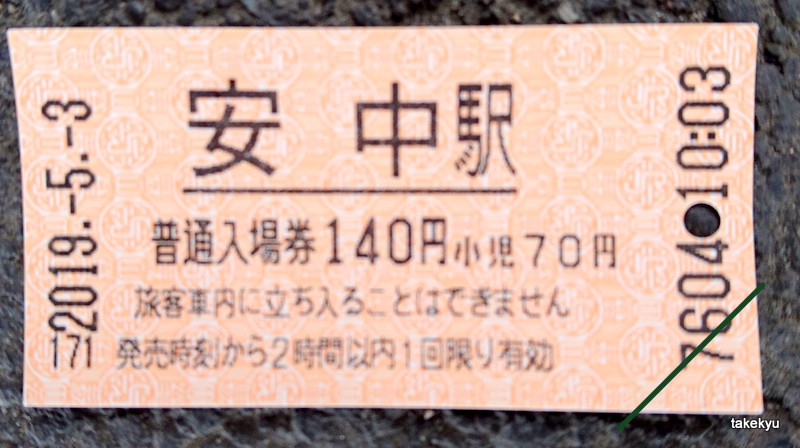 安中駅
普通入場券140円小児70円
旅客車内に立ち入ることはできません
171 発売時刻から2時間以内1回限り有効
2019.-5.-3
7604 10:03
takekyu